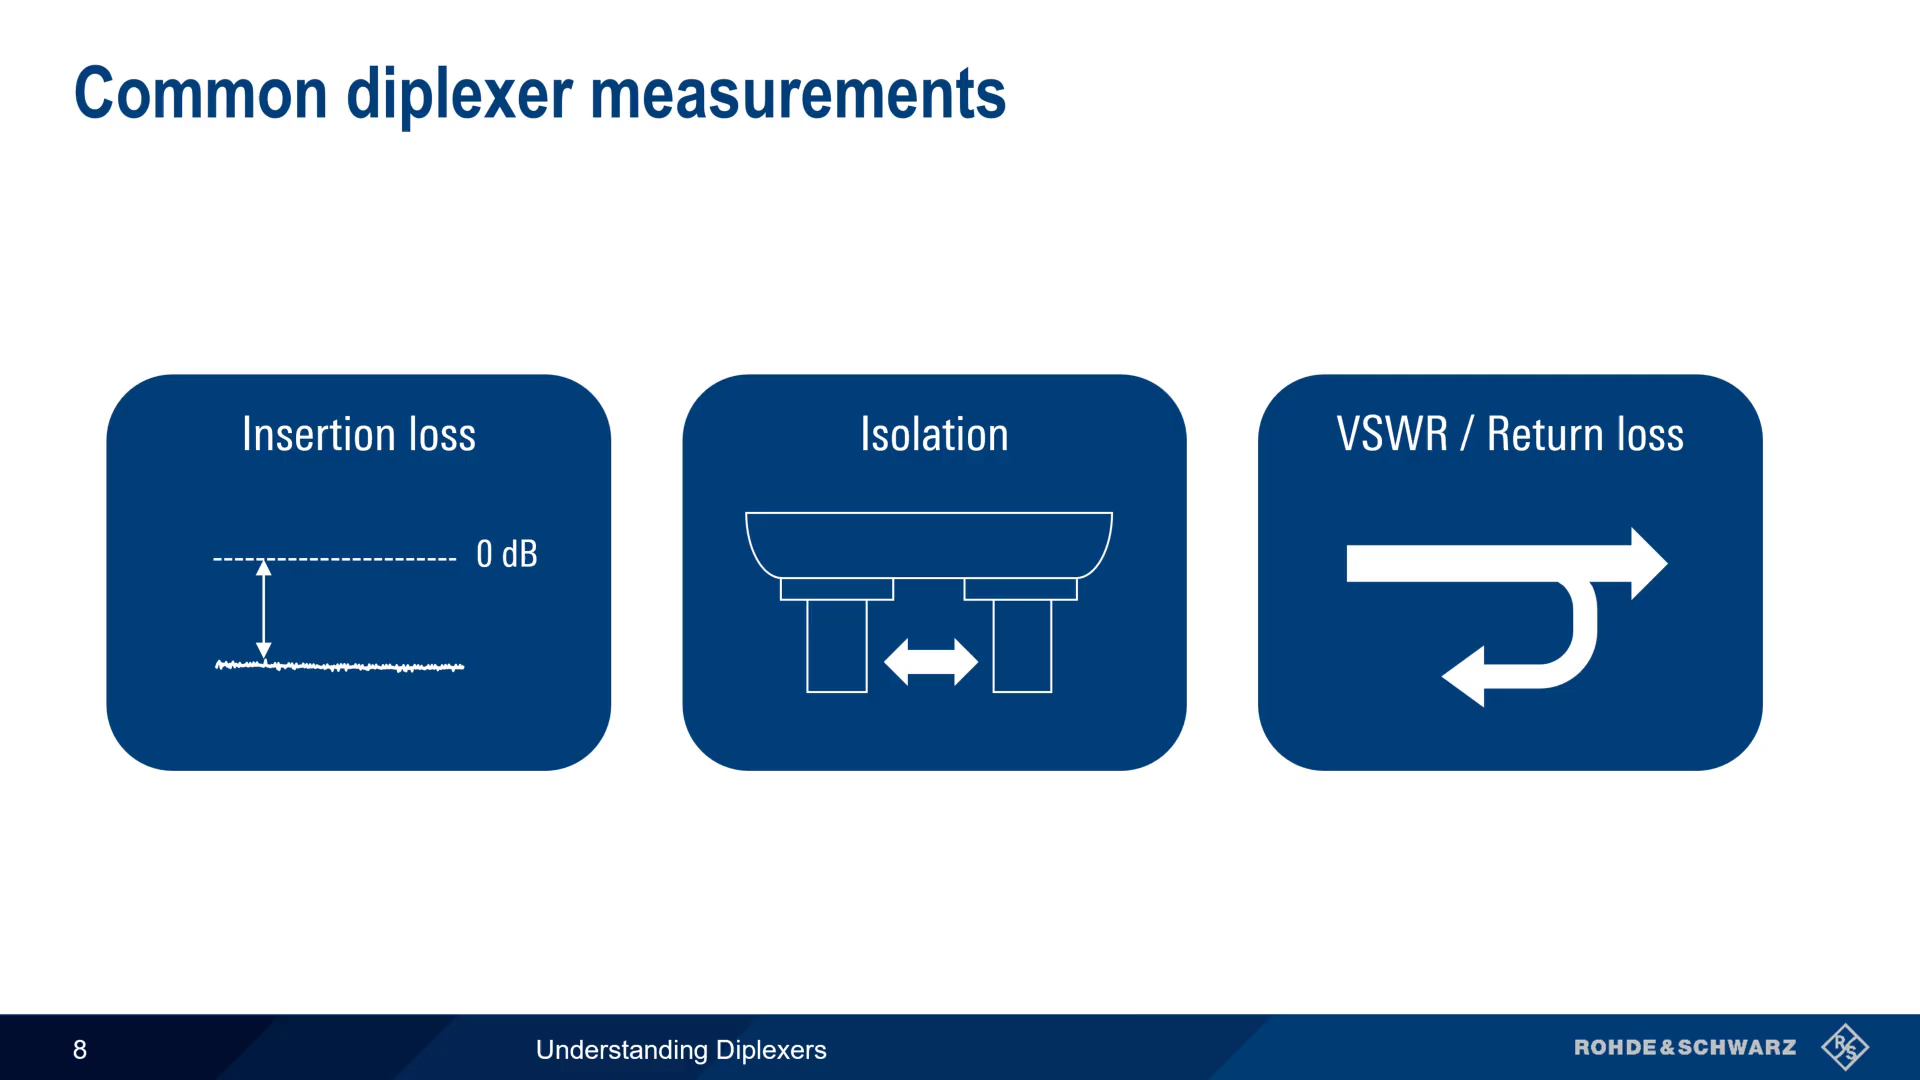 Common diplexer measurements
Insertion loss
0 dB
Isolation
VSWR / Return loss
8
Understanding Diplexers
ROHDE&SCHWARZ
R
S